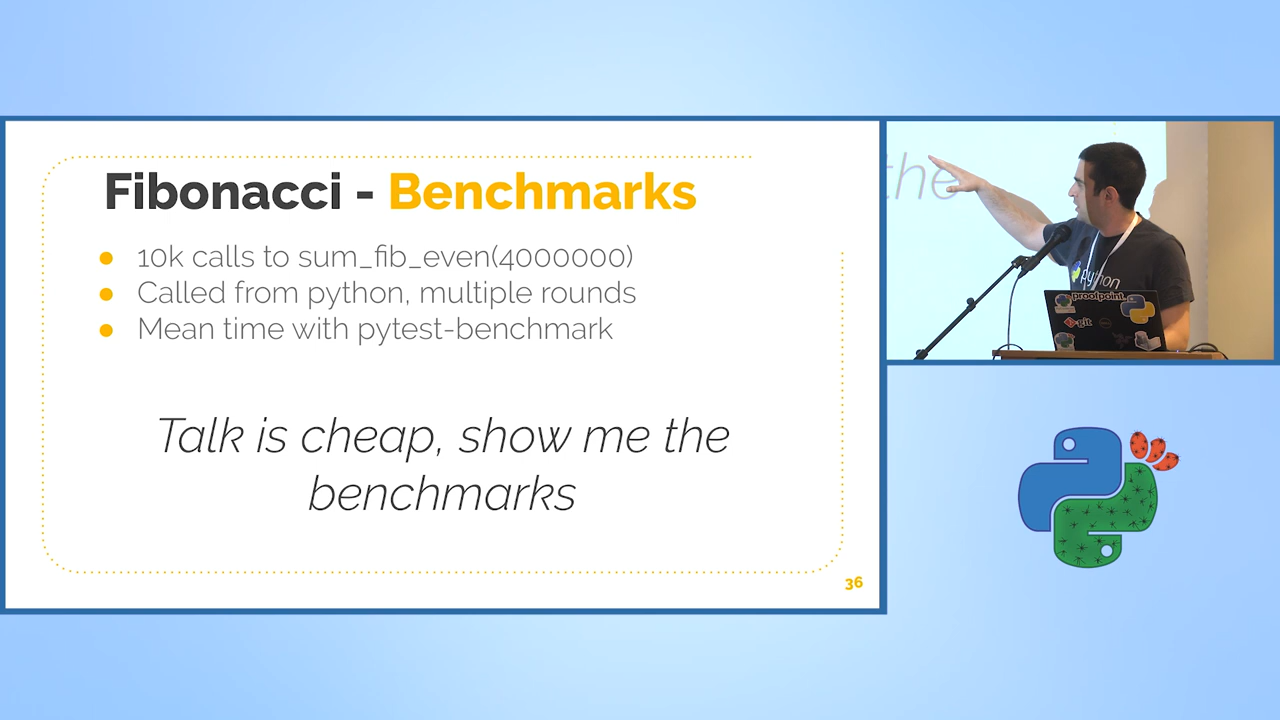 Fibonacci - Benchmarks
10k calls to sum_fib_even(4000000)
Called from python, multiple rounds
Mean time with pytest-benchmark
Talk is cheap, show me the
benchmarks
36
the
python
proofpoint.
git